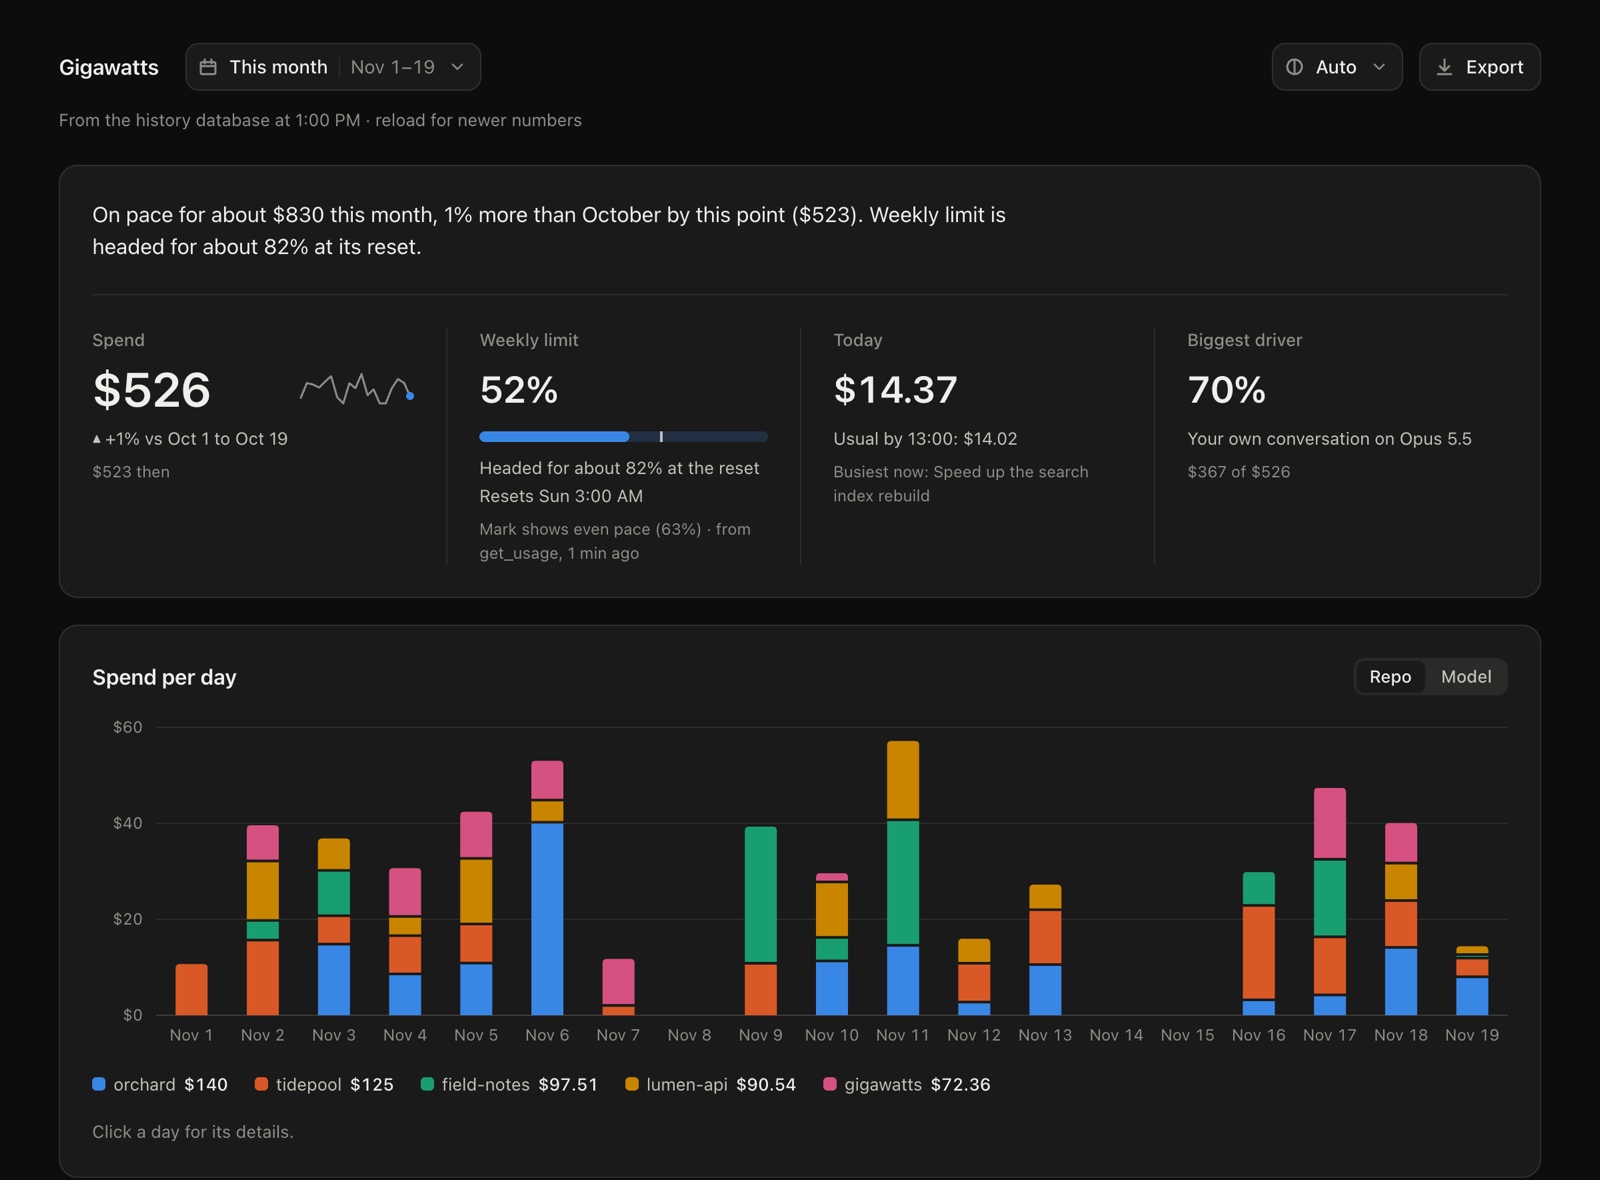 Gigawatts
This month Nov 1–19
Auto
Export
From the history database at 1:00 PM · reload for newer numbers
On pace for about $830 this month, 1% more than October by this point ($523). Weekly limit is
headed for about 82% at its reset.
Spend
$526
▲ +1% vs Oct 1 to Oct 19
$523 then
Weekly limit
52%
Headed for about 82% at the reset
Resets Sun 3:00 AM
Mark shows even pace (63%) · from
get_usage, 1 min ago
Today
$14.37
Usual by 13:00: $14.02
Busiest now: Speed up the search
index rebuild
Biggest driver
70%
Your own conversation on Opus 5.5
$367 of $526
Spend per day
Repo Model
$60
$40
$20
$0
Nov 1 Nov 2 Nov 3 Nov 4 Nov 5 Nov 6 Nov 7 Nov 8 Nov 9 Nov 10 Nov 11 Nov 12 Nov 13 Nov 14 Nov 15 Nov 16 Nov 17 Nov 18 Nov 19
orchard $140 tidepool $125 field-notes $97.51 lumen-api $90.54 gigawatts $72.36
Click a day for its details.